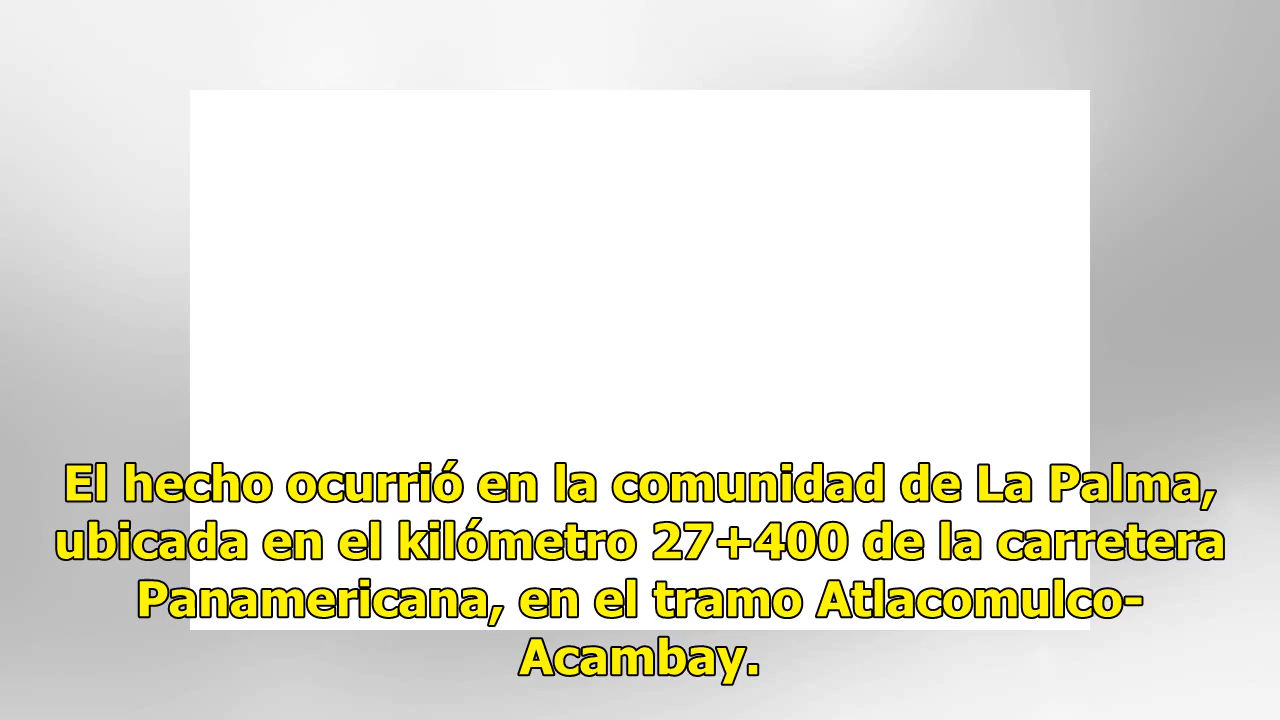 El hecho ocurrió en la comunidad de La Palma,
ubicada en el kilómetro 27+400 de la carretera
Panamericana, en el tramo Atlacomulco-
Acambay.